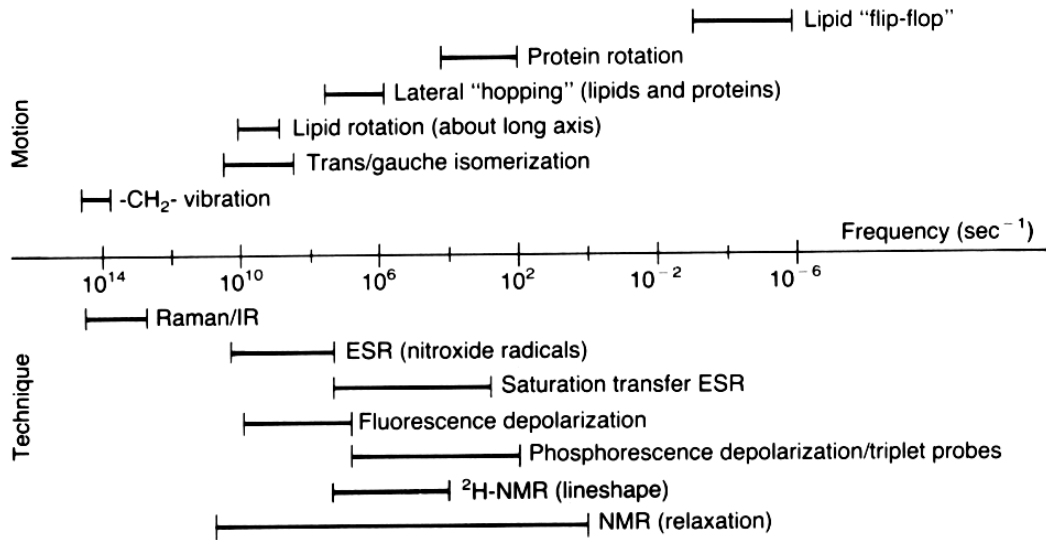 Lipid "flip-flop"
Protein rotation
Lateral "hopping" (lipids and proteins)
Lipid rotation (about long axis)
Trans/gauche isomerization
-CH₂- vibration
Motion
Frequency (sec⁻¹)
10¹⁴ 10¹⁰ 10⁶ 10² 10⁻² 10⁻⁶
Raman/IR
ESR (nitroxide radicals)
Saturation transfer ESR
Fluorescence depolarization
Phosphorescence depolarization/triplet probes
²H-NMR (lineshape)
NMR (relaxation)
Technique